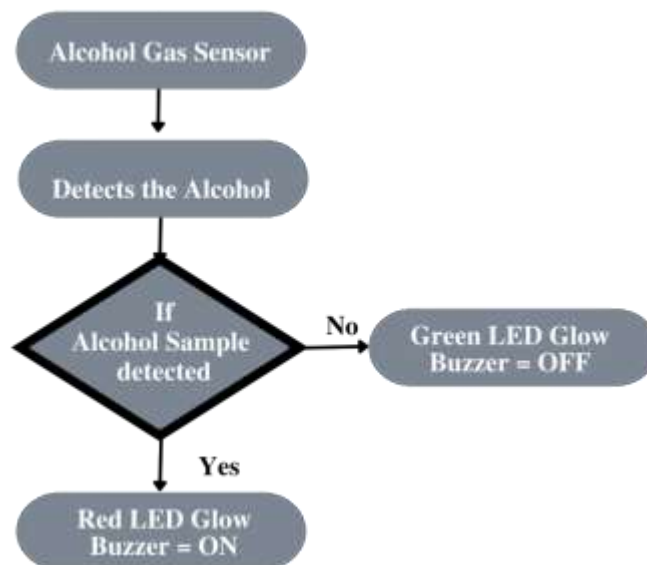 Alcohol Gas Sensor
Detects the Alcohol
If
Alcohol Sample
detected
No
Green LED Glow
Buzzer = OFF
Yes
Red LED Glow
Buzzer = ON